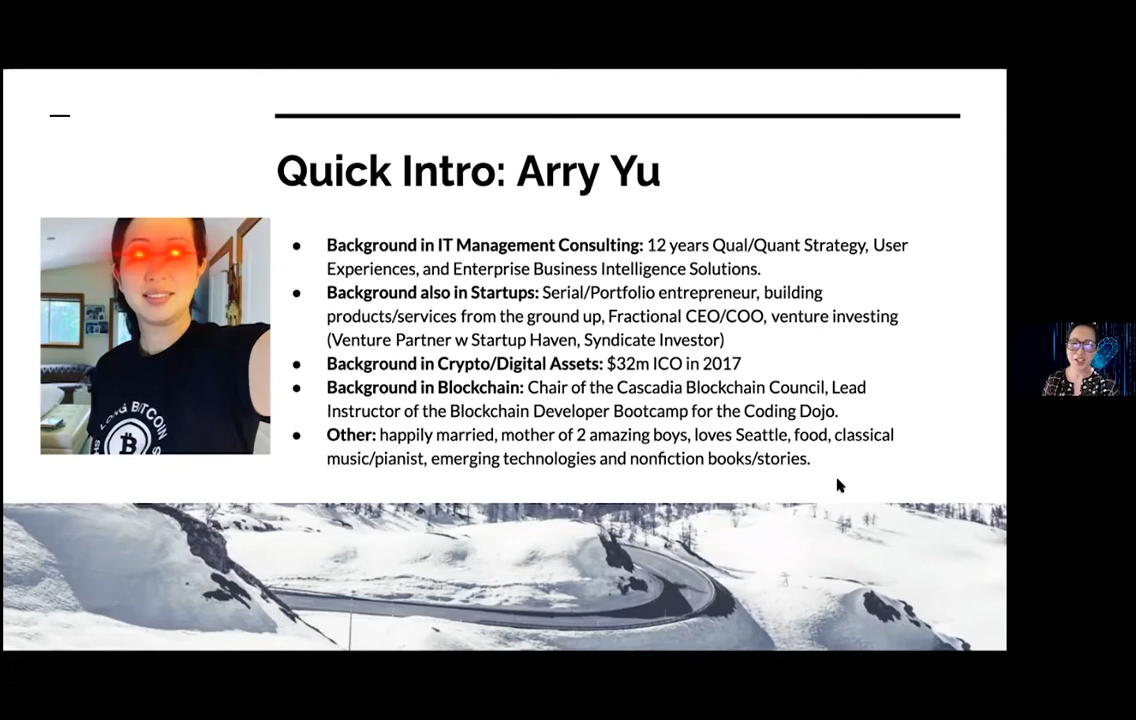 Quick Intro: Arry Yu
● Background in IT Management Consulting: 12 years Qual/Quant Strategy, User
Experiences, and Enterprise Business Intelligence Solutions.
● Background also in Startups: Serial/Portfolio entrepreneur, building
products/services from the ground up, Fractional CEO/COO, venture investing
(Venture Partner w Startup Haven, Syndicate Investor)
● Background in Crypto/Digital Assets: $32m ICO in 2017
● Background in Blockchain: Chair of the Cascadia Blockchain Council, Lead
Instructor of the Blockchain Developer Bootcamp for the Coding Dojo.
● Other: happily married, mother of 2 amazing boys, loves Seattle, food, classical
music/pianist, emerging technologies and nonfiction books/stories.
LONG BITCOIN